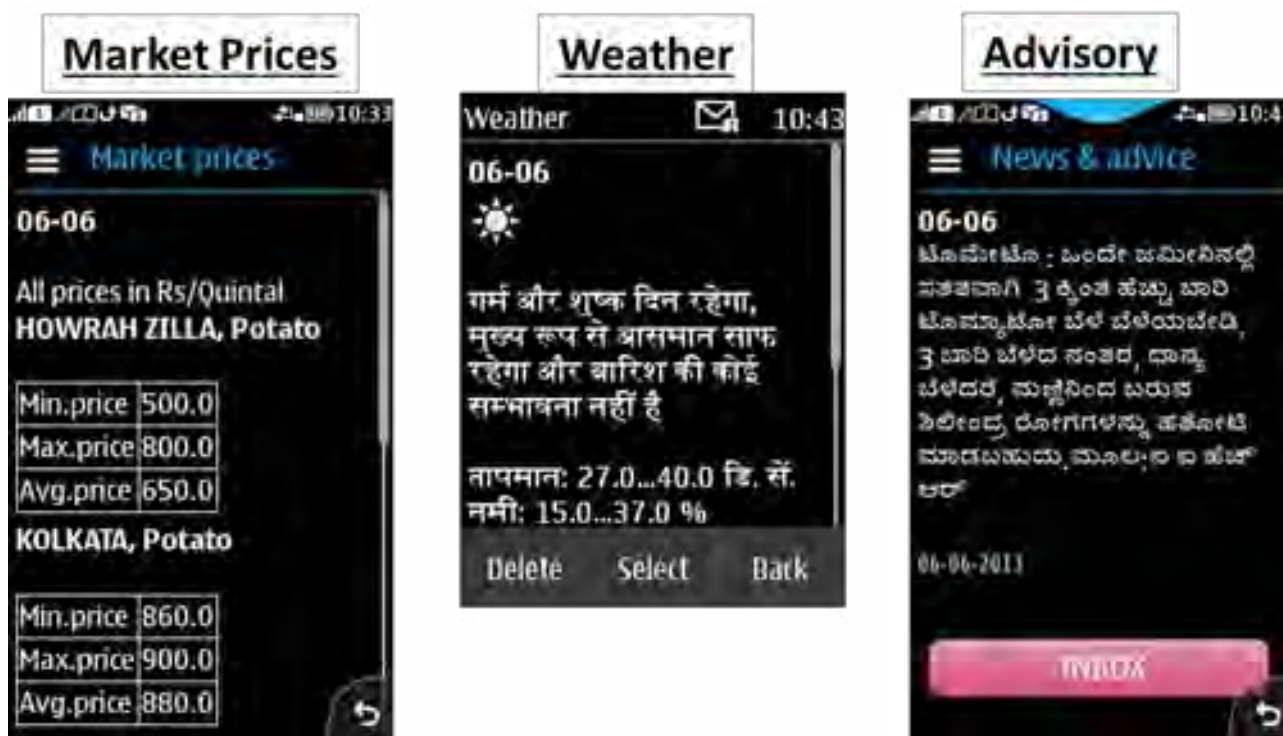 Market Prices
10:33
Market prices
06-06
All prices in Rs/Quintal
HOWRAH ZILLA, Potato
Min.price 500.0
Max.price 800.0
Avg.price 650.0
KOLKATA, Potato
Min.price 860.0
Max.price 900.0
Avg.price 880.0
Weather
Weather 10:43
06-06
गर्म और शुष्क दिन रहेगा,
मुख्य रूप से आसमान साफ
रहेगा और बारिश की कोई
सम्भावना नहीं है
तापमान: 27.0...40.0 डि. सें.
नमी: 15.0...37.0 %
Delete Select Back
Advisory
10:4
News & advice
06-06
ಟೊಮೇಟೊ : ಒಂದೇ ಜಮೀನಿನಲ್ಲಿ
ಸತತವಾಗಿ 3 ಕ್ಕಿಂತ ಹೆಚ್ಚು ಬಾರಿ
ಟೊಮ್ಯಾಟೋ ಬೆಳೆ ಬೆಳೆಯಬೇಡಿ,
3 ಬಾರಿ ಬೆಳೆದ ನಂತರ, ಧಾನ್ಯ
ಬೆಳೆದರೆ, ಮಣ್ಣಿನಿಂದ ಬರುವ
ಶಿಲೀಂದ್ರ ರೋಗಗಳನ್ನು ಹತೋಟಿ
ಮಾಡಬಹುದು, ಮೂಲ:ಐ ಐ ಹೆಚ್
ಆರ್
06-06-2013
INBOX